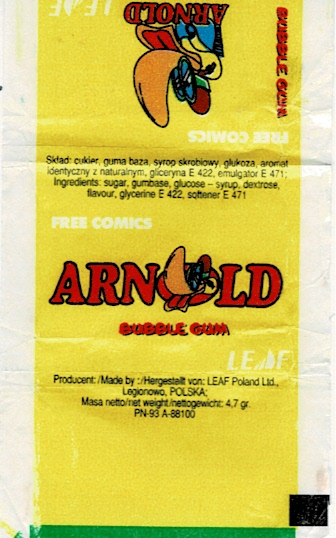 LEAF
ARNOLD
BUBBLE GUM
FREE COMICS
Skład: cukier, guma baza, syrop skrobiowy, glukoza, aromat
identyczny z naturalnym, gliceryna E 422, emulgator E 471;
Ingredients: sugar, gumbase, glucose – syrup, dextrose,
flavour, glycerine E 422, softener E 471
FREE COMICS
ARNOLD
BUBBLE GUM
LEAF
Producent: /Made by :/Hergestellt von: LEAF Poland Ltd.,
Legionowo, POLSKA;
Masa netto/net weight/nettogewicht: 4,7 gr.
PN-93 A-88100